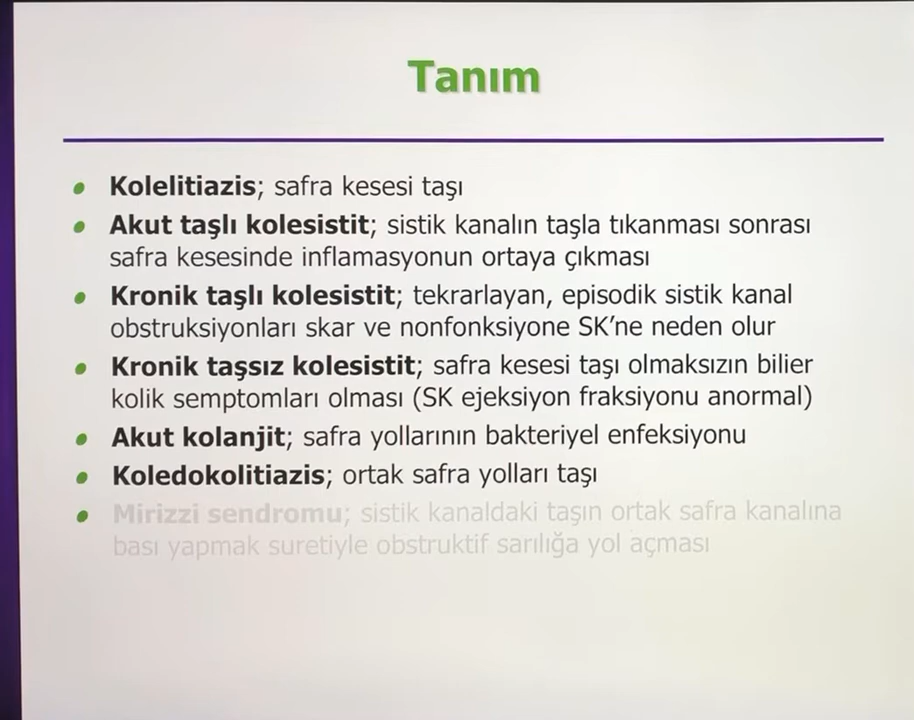 Tanım
Kolelitiazis; safra kesesi taşı
Akut taşlı kolesistit; sistik kanalın taşla tıkanması sonrası
safra kesesinde inflamasyonun ortaya çıkması
Kronik taşlı kolesistit; tekrarlayan, episodik sistik kanal
obstruksiyonları skar ve nonfonksiyone SK’ne neden olur
Kronik taşsız kolesistit; safra kesesi taşı olmaksızın bilier
kolik semptomları olması (SK ejeksiyon fraksiyonu anormal)
Akut kolanjit; safra yollarının bakteriyel enfeksiyonu
Koledokolitiazis; ortak safra yolları taşı
Mirizzi sendromu; sistik kanaldaki taşın ortak safra kanalına
bası yapmak suretiyle obstruktif sarılığa yol açması